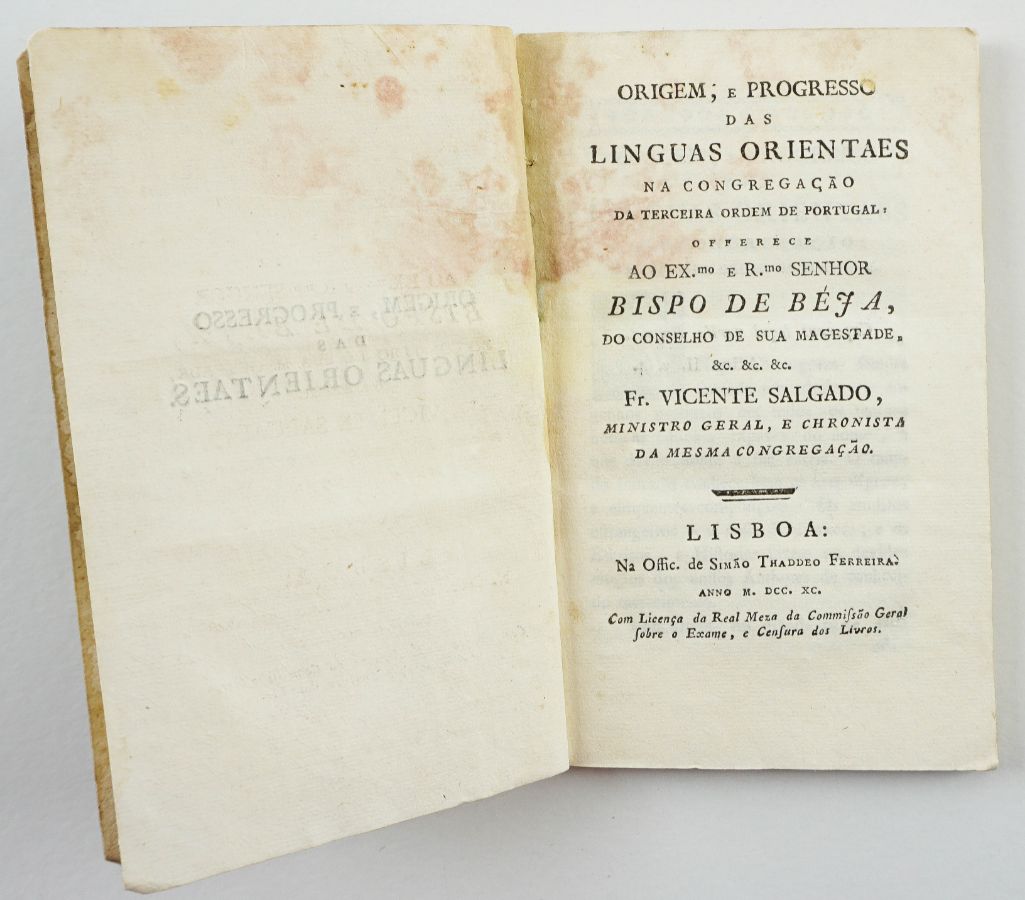 ORIGEM; E PROGRESSO
DAS
LINGUAS ORIENTAES
NA CONGREGAÇÃO
DA TERCEIRA ORDEM DE PORTUGAL:
OFFERECE
AO EX.mo E R.mo SENHOR
BISPO DE BÉJA,
DO CONSELHO DE SUA MAGESTADE,
&c. &c. &c.
Fr. VICENTE SALGADO,
MINISTRO GERAL, E CHRONISTA
DA MESMA CONGREGAÇÃO.
LISBOA:
Na Offic. de SIMÃO THADDEO FERREIRA.
ANNO M. DCC. XC.
Com Licença da Real Meza da Commiſsão Geral
ſobre o Exame, e Cenſura dos Livros.